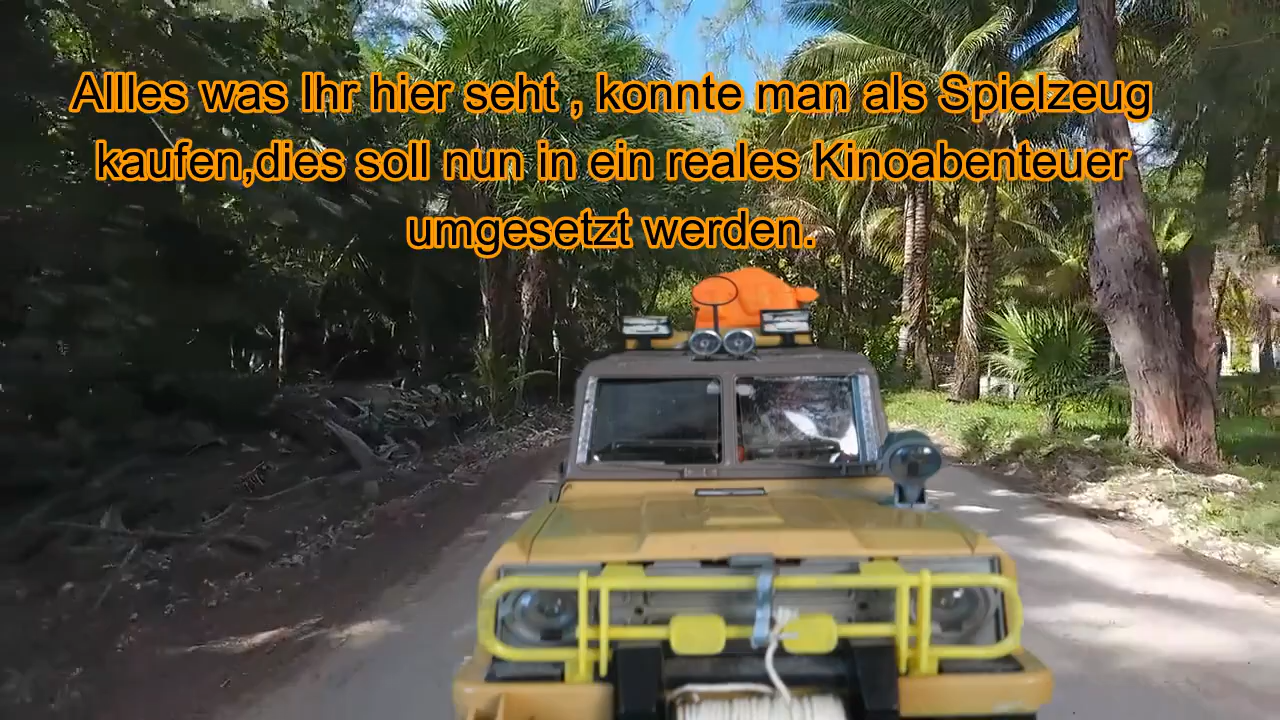 Allles was Ihr hier seht , konnte man als Spielzeug
kaufen,dies soll nun in ein reales Kinoabenteuer
umgesetzt werden.